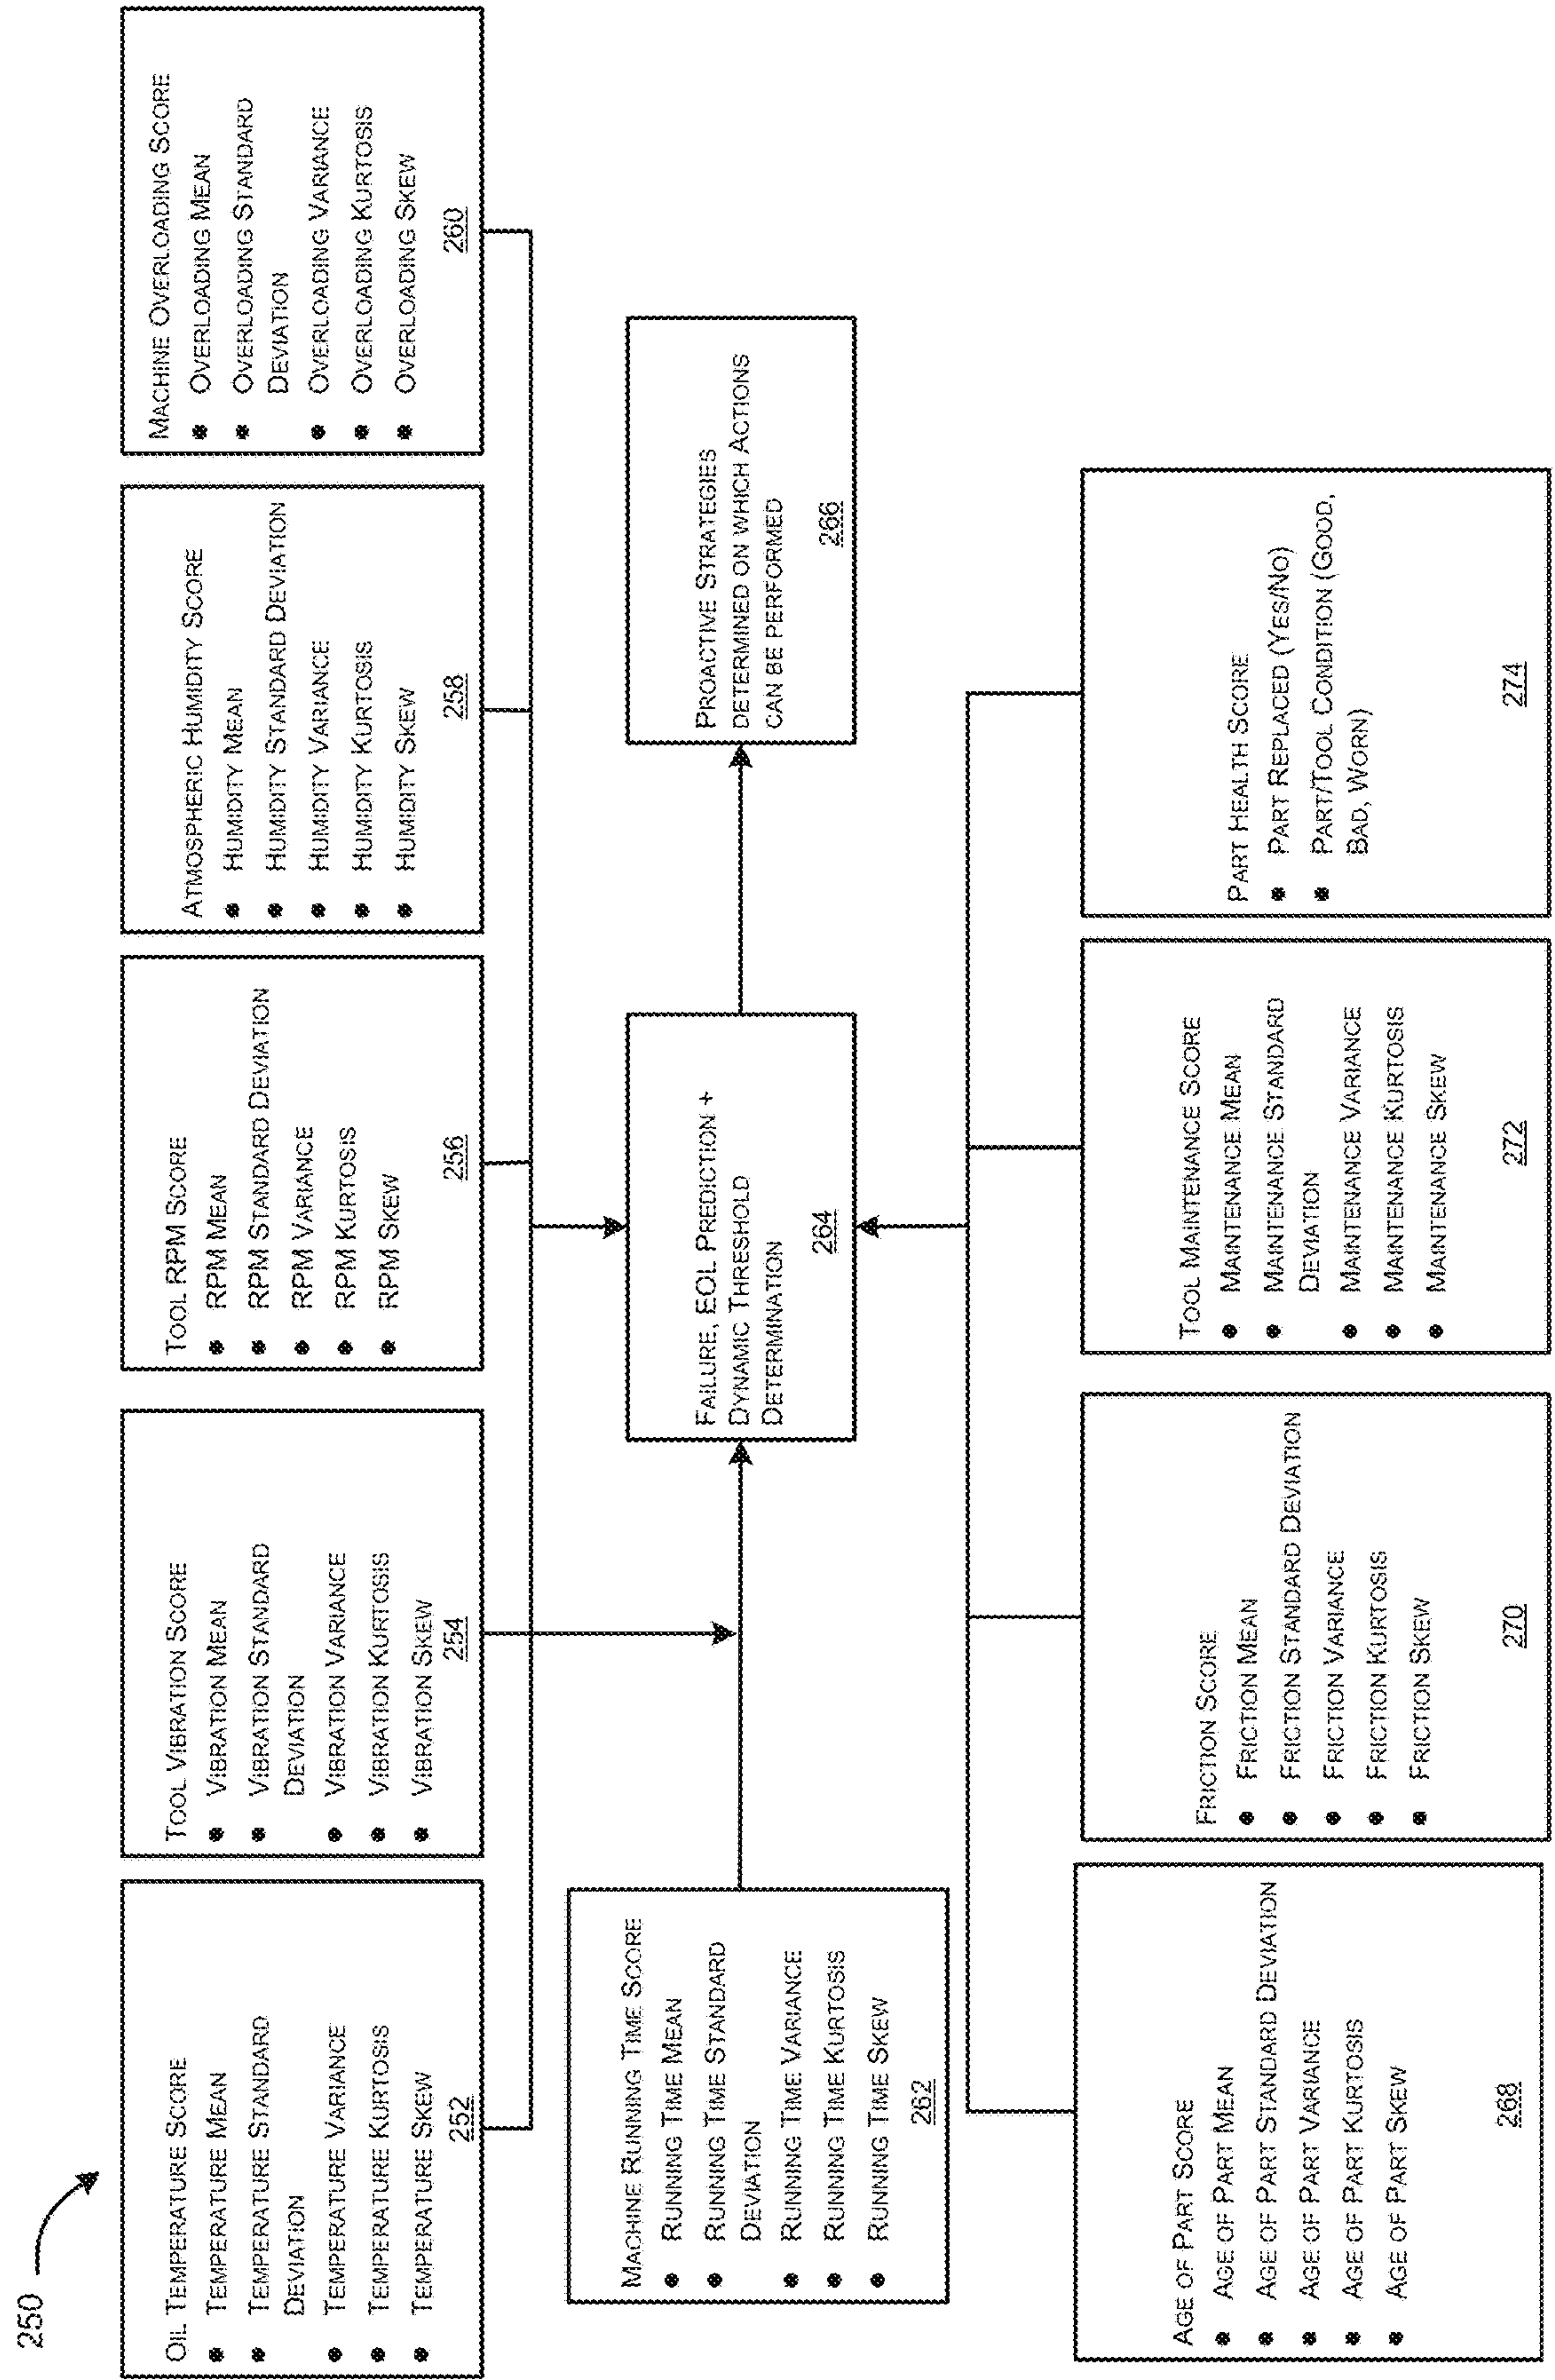 250
OIL TEMPERATURE SCORE
• TEMPERATURE MEAN
• TEMPERATURE STANDARD
DEVIATION
• TEMPERATURE VARIANCE
• TEMPERATURE KURTOSIS
• TEMPERATURE SKEW
252
TOOL VIBRATION SCORE
• VIBRATION MEAN
• VIBRATION STANDARD
DEVIATION
• VIBRATION VARIANCE
• VIBRATION KURTOSIS
• VIBRATION SKEW
254
TOOL RPM SCORE
• RPM MEAN
• RPM STANDARD DEVIATION
• RPM VARIANCE
• RPM KURTOSIS
• RPM SKEW
256
ATMOSPHERIC HUMIDITY SCORE
• HUMIDITY MEAN
• HUMIDITY STANDARD DEVIATION
• HUMIDITY VARIANCE
• HUMIDITY KURTOSIS
• HUMIDITY SKEW
258
MACHINE OVERLOADING SCORE
• OVERLOADING MEAN
• OVERLOADING STANDARD
DEVIATION
• OVERLOADING VARIANCE
• OVERLOADING KURTOSIS
• OVERLOADING SKEW
260
MACHINE RUNNING TIME SCORE
• RUNNING TIME MEAN
• RUNNING TIME STANDARD
DEVIATION
• RUNNING TIME VARIANCE
• RUNNING TIME KURTOSIS
• RUNNING TIME SKEW
262
FAILURE, EOL PREDICTION +
DYNAMIC THRESHOLD
DETERMINATION
264
PROACTIVE STRATEGIES
DETERMINED ON WHICH ACTIONS
CAN BE PERFORMED
266
AGE OF PART SCORE
• AGE OF PART MEAN
• AGE OF PART STANDARD DEVIATION
• AGE OF PART VARIANCE
• AGE OF PART KURTOSIS
• AGE OF PART SKEW
268
FRICTION SCORE
• FRICTION MEAN
• FRICTION STANDARD DEVIATION
• FRICTION VARIANCE
• FRICTION KURTOSIS
• FRICTION SKEW
270
TOOL MAINTENANCE SCORE
• MAINTENANCE MEAN
• MAINTENANCE STANDARD
DEVIATION
• MAINTENANCE VARIANCE
• MAINTENANCE KURTOSIS
• MAINTENANCE SKEW
272
PART HEALTH SCORE
• PART REPLACED (YES/NO)
• PART/TOOL CONDITION (GOOD,
BAD, WORN)
274